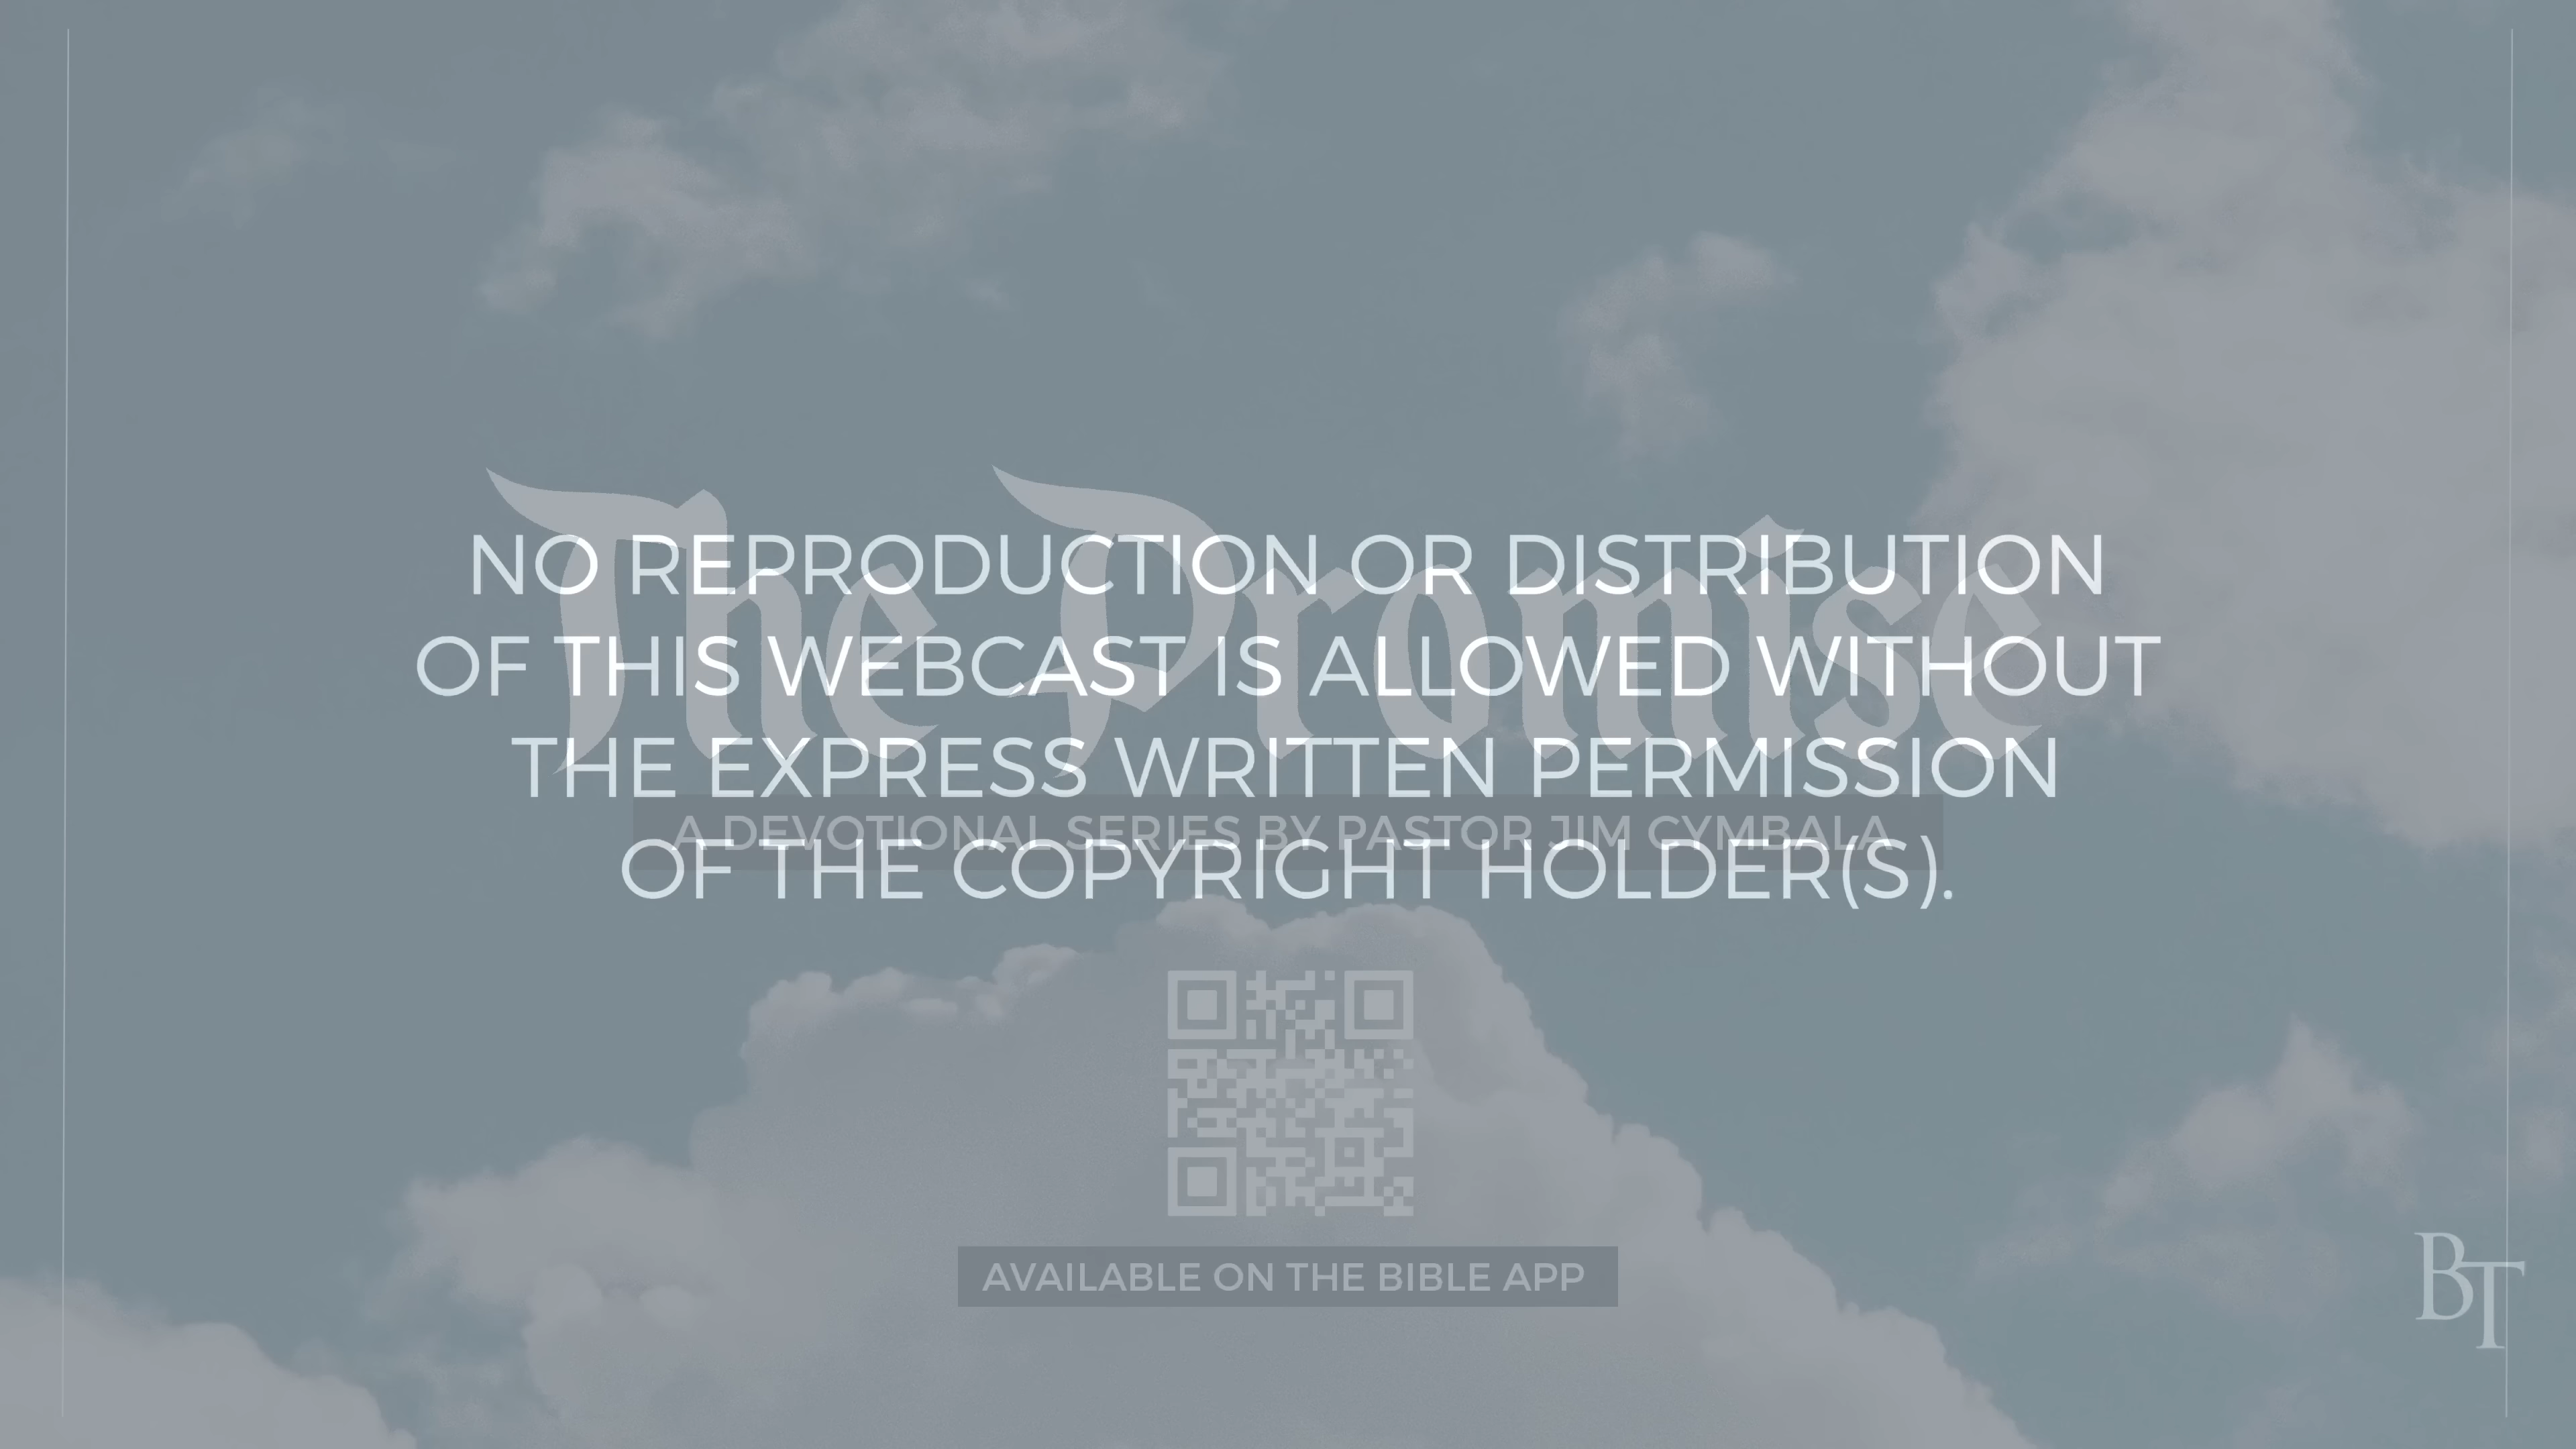 The Promise
NO REPRODUCTION OR DISTRIBUTION
OF THIS WEBCAST IS ALLOWED WITHOUT
THE EXPRESS WRITTEN PERMISSION
A DEVOTIONAL SERIES BY PASTOR JIM CYMBALA
OF THE COPYRIGHT HOLDER(S).
AVAILABLE ON THE BIBLE APP
BT